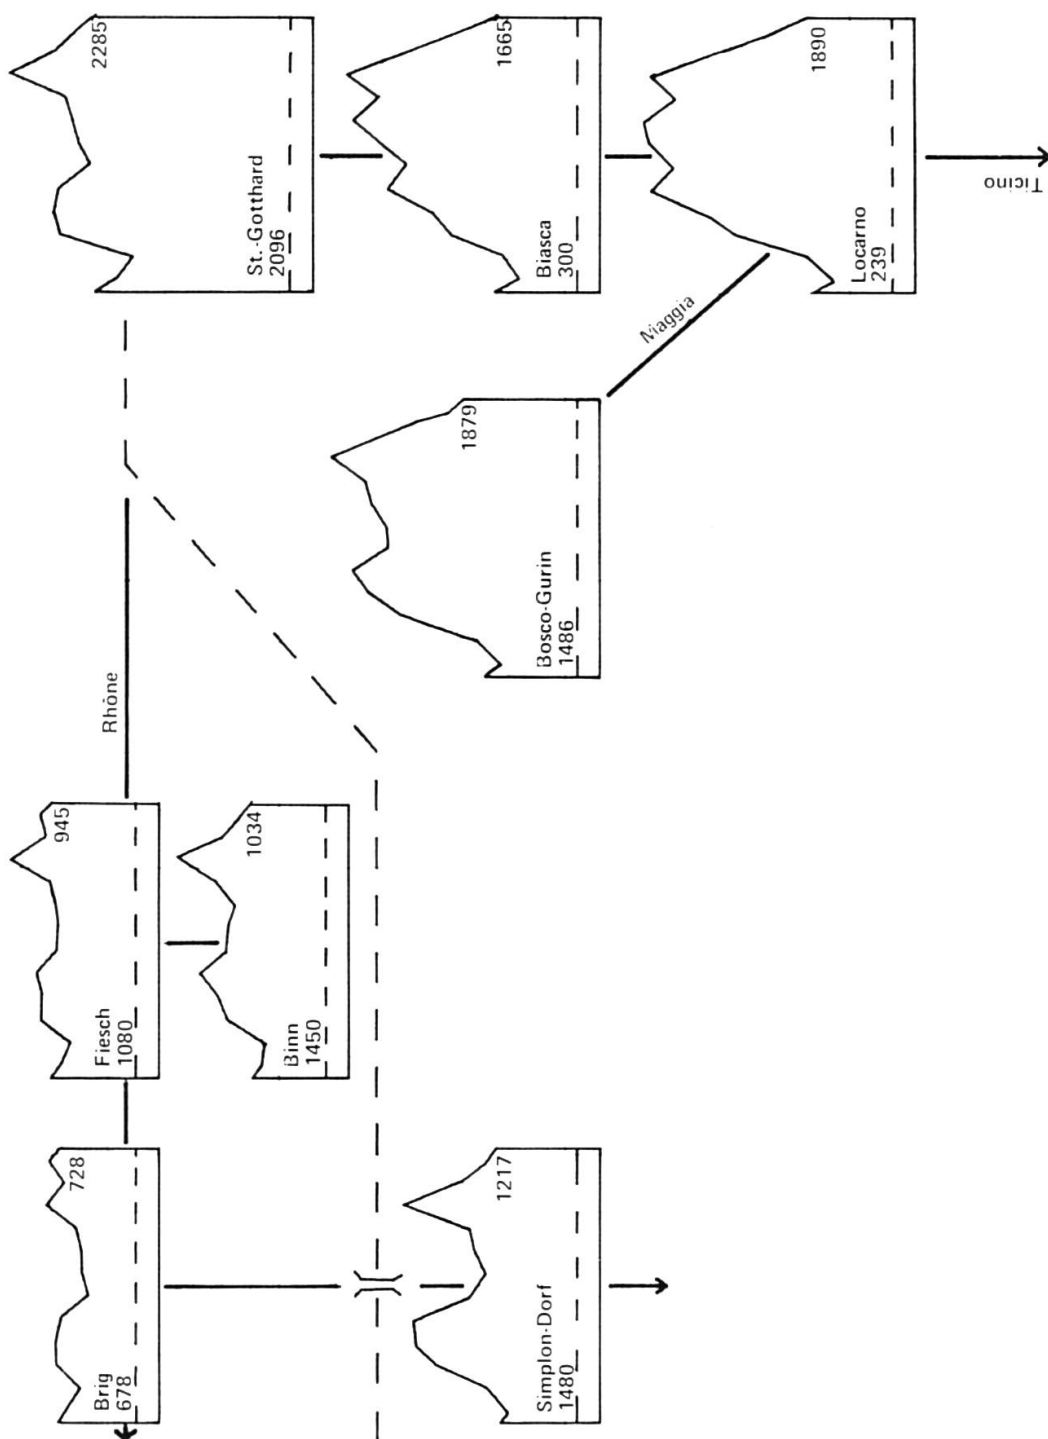 St.-Gotthard
2096
2285
Biasca
300
1665
Locarno
239
1890
Ticino
Maggia
Bosco-Gurin
1486
1879
Rhône
Fiesch
1080
945
Binn
1450
1034
Brig
678
728
Simplon-Dorf
1480
1217